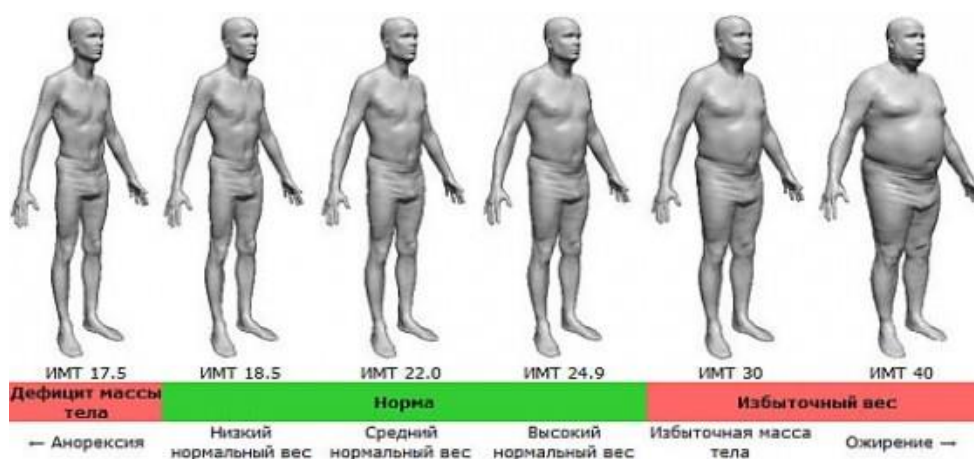 ИМТ 17.5 ИМТ 18.5 ИМТ 22.0 ИМТ 24.9 ИМТ 30 ИМТ 40
Дефицит массы
тела
Норма
Избыточный вес
← Анорексия
Низкий
нормальный вес
Средний
нормальный вес
Высокий
нормальный вес
Избыточная масса
тела
Ожирение →